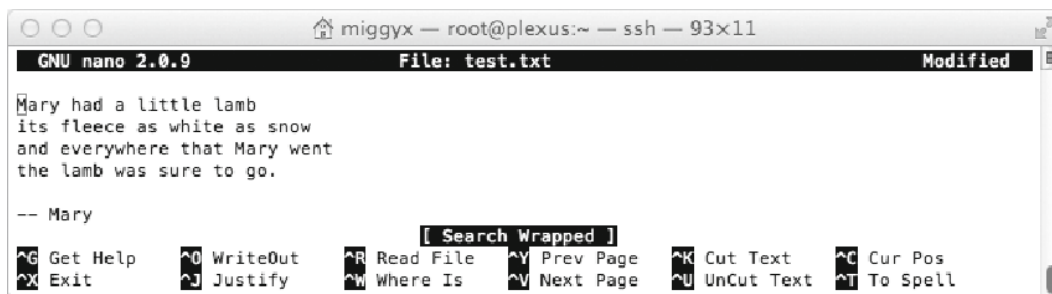 miggyx — root@plexus:~ — ssh — 93×11
GNU nano 2.0.9 File: test.txt Modified
Mary had a little lamb
its fleece as white as snow
and everywhere that Mary went
the lamb was sure to go.
-- Mary
[ Search Wrapped ]
^G Get Help ^O WriteOut ^R Read File ^Y Prev Page ^K Cut Text ^C Cur Pos
^X Exit ^J Justify ^W Where Is ^V Next Page ^U UnCut Text ^T To Spell